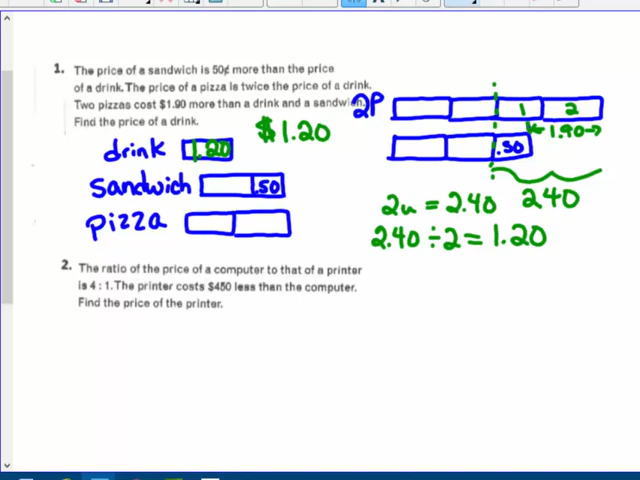 1. The price of a sandwich is 50¢ more than the price
of a drink. The price of a pizza is twice the price of a drink.
Two pizzas cost $1.90 more than a drink and a sandwich.
Find the price of a drink.
$1.20
drink 1.20
sandwich .50
pizza
2P 1 2
1.90
.50
2u = 2.40 240
2.40 ÷ 2 = 1.20
2. The ratio of the price of a computer to that of a printer
is 4 : 1. The printer costs $450 less than the computer.
Find the price of the printer.